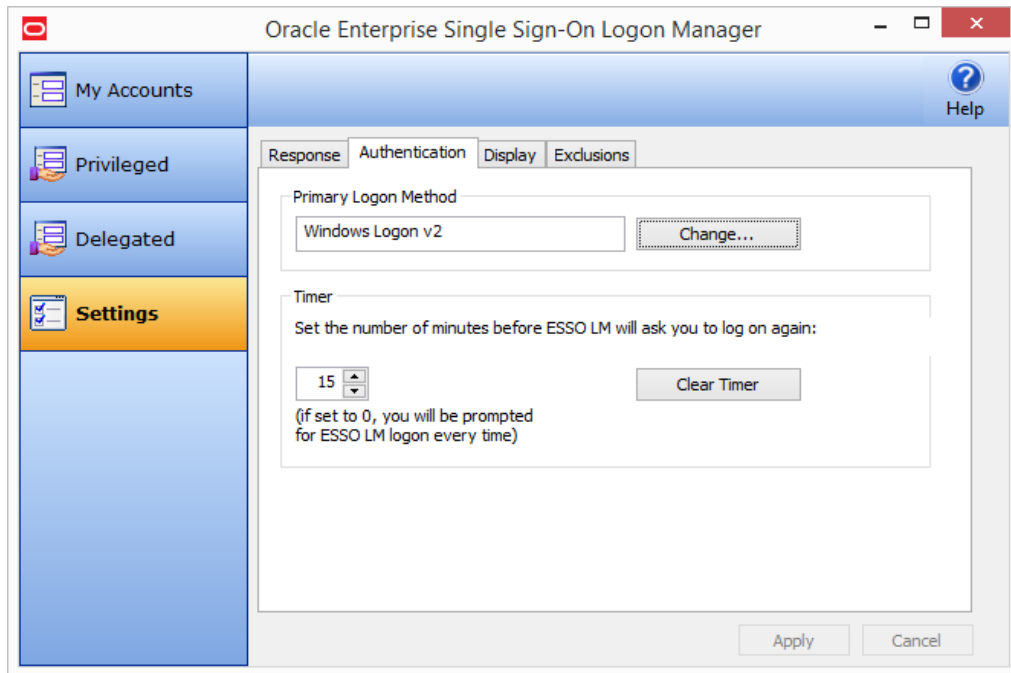 Oracle Enterprise Single Sign-On Logon Manager
My Accounts
Privileged
Delegated
Settings
Help
Response Authentication Display Exclusions
Primary Logon Method
Windows Logon v2 Change...
Timer
Set the number of minutes before ESSO LM will ask you to log on again:
15 Clear Timer
(if set to 0, you will be prompted
for ESSO LM logon every time)
Apply Cancel